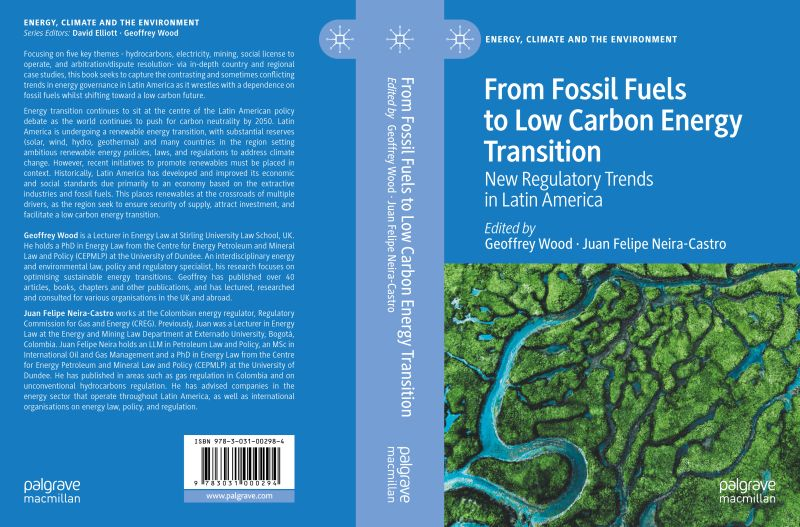 ENERGY, CLIMATE AND THE ENVIRONMENT
Series Editors: David Elliott · Geoffrey Wood
Focusing on five key themes - hydrocarbons, electricity, mining, social license to
operate, and arbitration/dispute resolution- via in-depth country and regional
case studies, this book seeks to capture the contrasting and sometimes conflicting
trends in energy governance in Latin America as it wrestles with a dependence on
fossil fuels whilst shifting toward a low carbon future.
Energy transition continues to sit at the centre of the Latin American policy
debate as the world continues to push for carbon neutrality by 2050. Latin
America is undergoing a renewable energy transition, with substantial reserves
(solar, wind, hydro, geothermal) and many countries in the region setting
ambitious renewable energy policies, laws, and regulations to address climate
change. However, recent initiatives to promote renewables must be placed in
context. Historically, Latin America has developed and improved its economic
and social standards due primarily to an economy based on the extractive
industries and fossil fuels. This places renewables at the crossroads of multiple
drivers, as the region seek to ensure security of supply, attract investment, and
facilitate a low carbon energy transition.
Geoffrey Wood is a Lecturer in Energy Law at Stirling University Law School, UK.
He holds a PhD in Energy Law from the Centre for Energy Petroleum and Mineral
Law and Policy (CEPMLP) at the University of Dundee. An interdisciplinary energy
and environmental law, policy and regulatory specialist, his research focuses on
optimising sustainable energy transitions. Geoffrey has published over 40
articles, books, chapters and other publications, and has lectured, researched
and consulted for various organisations in the UK and abroad.
Juan Felipe Neira-Castro works at the Colombian energy regulator, Regulatory
Commission for Gas and Energy (CREG). Previously, Juan was a Lecturer in Energy
Law at the Energy and Mining Law Department at Externado University, Bogotá,
Colombia. Juan Felipe Neira holds an LLM in Petroleum Law and Policy, an MSc in
International Oil and Gas Management and a PhD in Energy Law from the Centre
for Energy Petroleum and Mineral Law and Policy (CEPMLP) at the University of
Dundee. He has published in areas such as gas regulation in Colombia and on
unconventional hydrocarbons regulation. He has advised companies in the
energy sector that operate throughout Latin America, as well as international
organisations on energy law, policy, and regulation.
palgrave
macmillan
ISBN 978-3-031-00298-4
9 783031 000294
www.palgrave.com
From Fossil Fuels to Low Carbon Energy Transition
Edited by Geoffrey Wood · Juan Felipe Neira-Castro
palgrave
macmillan
ENERGY, CLIMATE AND THE ENVIRONMENT
From Fossil Fuels
to Low Carbon Energy
Transition
New Regulatory Trends
in Latin America
Edited by
Geoffrey Wood · Juan Felipe Neira-Castro
palgrave
macmillan